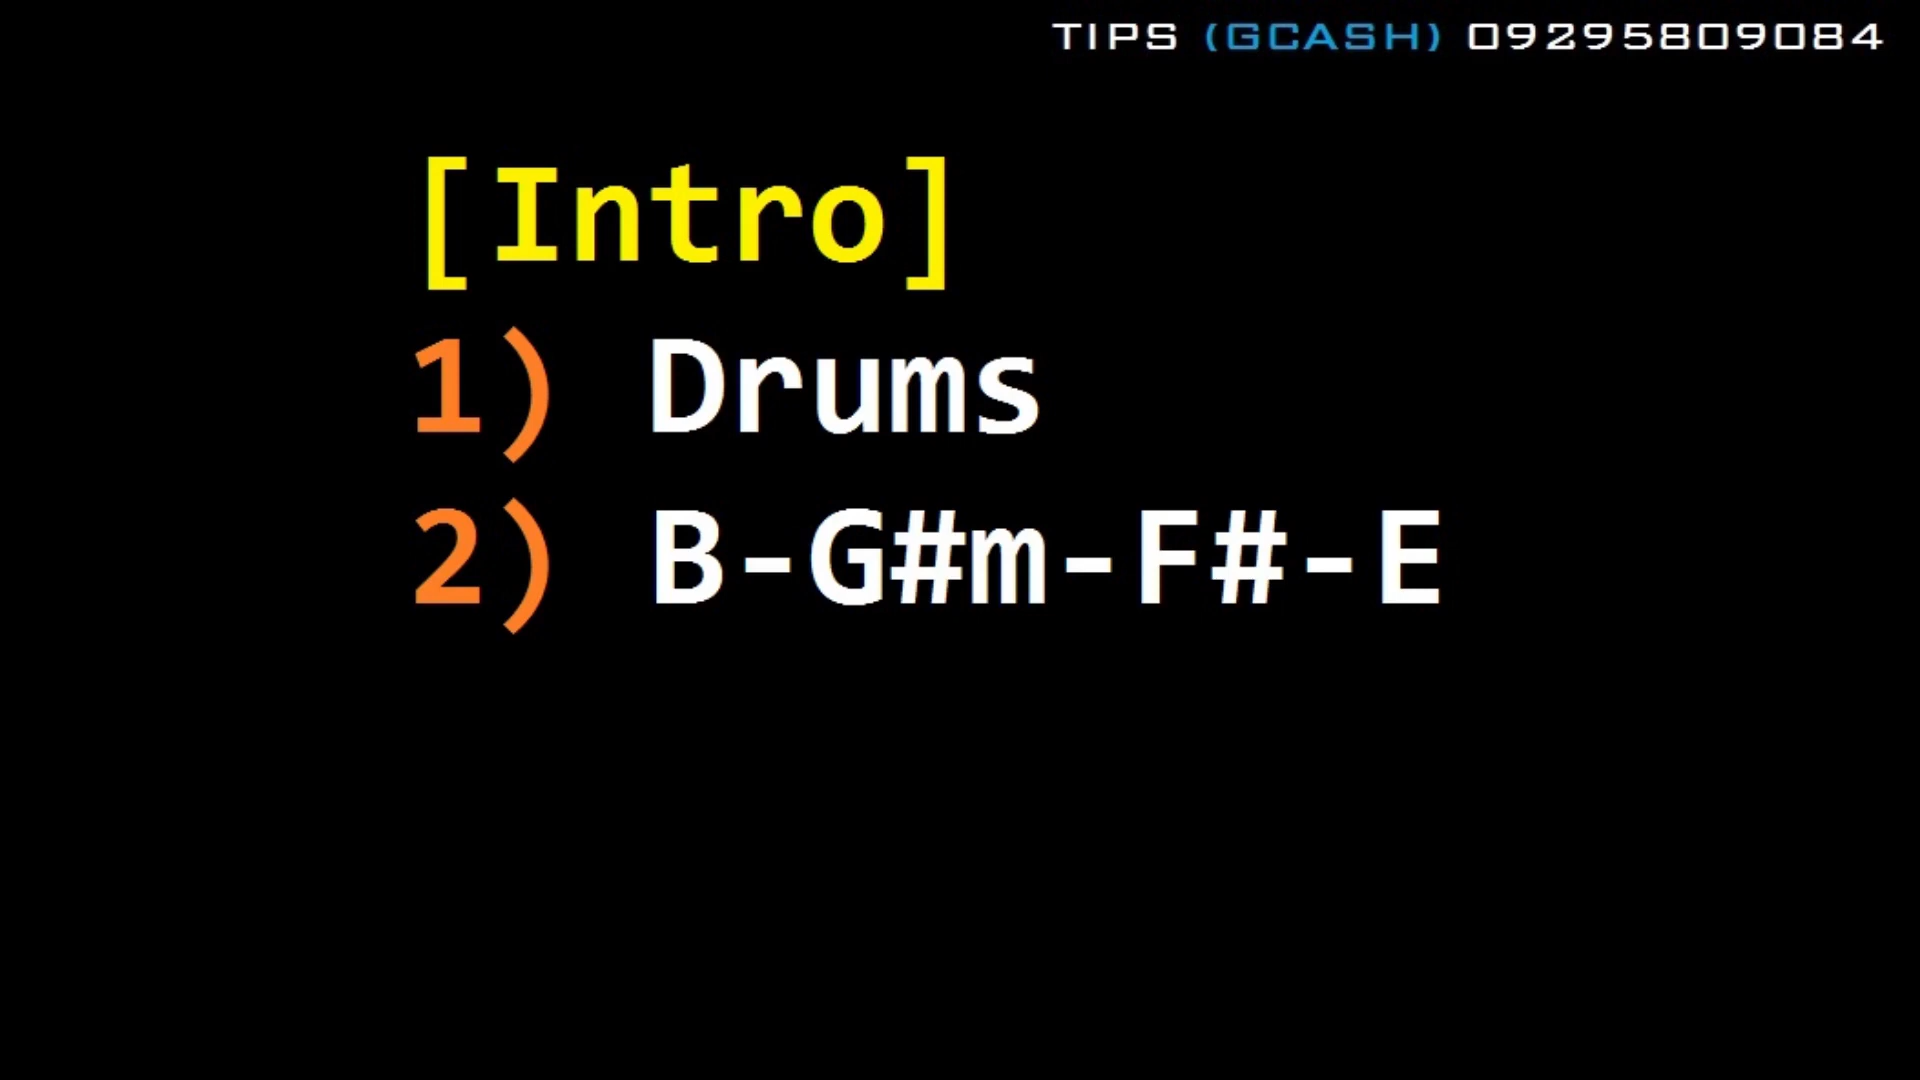 TIPS (GCASH) 09295809084
[Intro]
1) Drums
2) B-G#m-F#-E